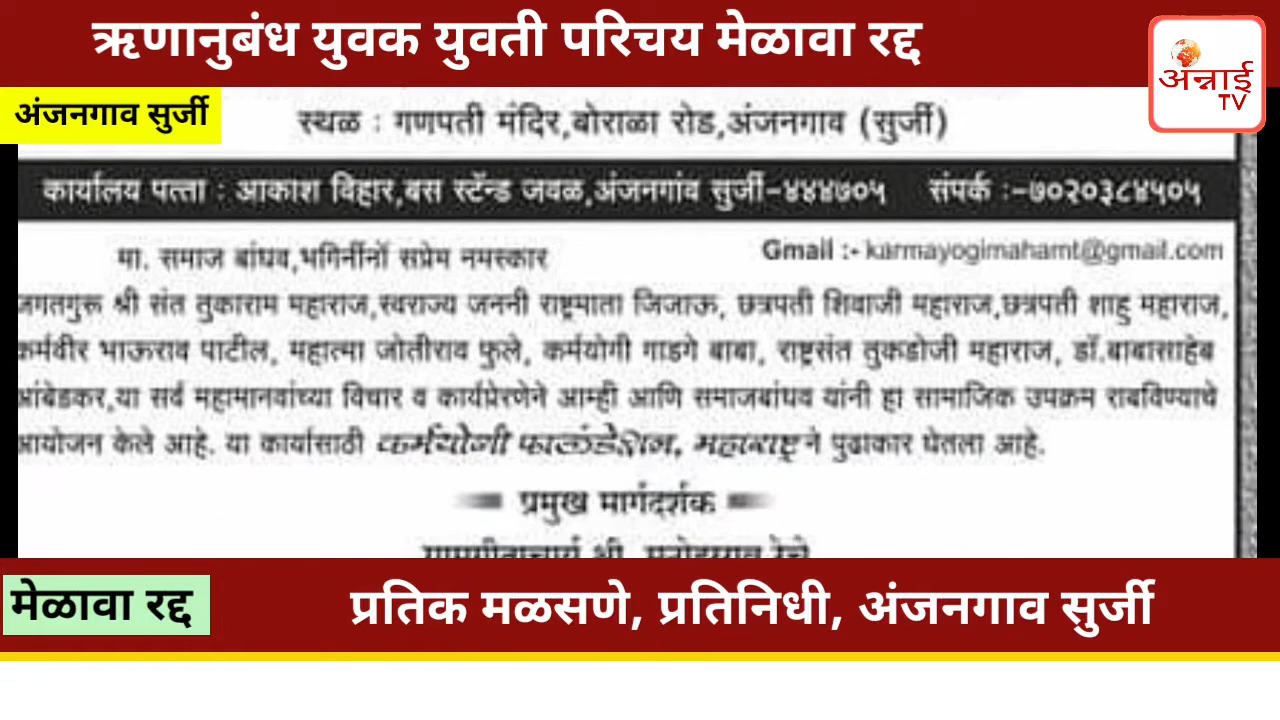 ऋणानुबंध युवक युवती परिचय मेळावा रद्द
अन्नाई
TV
अंजनगाव सुर्जी
स्थळ : गणपती मंदिर,बोराळा रोड,अंजनगाव (सुर्जी)
कार्यालय पत्ता : आकाश विहार,बस स्टॅन्ड जवळ,अंजनगांव सुर्जी-४४४७०५ संपर्क :-७०२०३८४५०५
Gmail :- karmayogimahamt@gmail.com
मा. समाज बांधव,भगिनींनों सप्रेम नमस्कार
जगतगुरू श्री संत तुकाराम महाराज,स्वराज्य जननी राष्ट्रमाता जिजाऊ, छत्रपती शिवाजी महाराज,छत्रपती शाहु महाराज,
कर्मवीर भाऊराव पाटील, महात्मा जोतीराव फुले, कर्मयोगी गाडगे बाबा, राष्ट्रसंत तुकडोजी महाराज, डॉ.बाबासाहेब
आंबेडकर,या सर्व महामानवांच्या विचार व कार्यप्रेरणेने आम्ही आणि समाजबांधव यांनी हा सामाजिक उपक्रम राबविण्याचे
आयोजन केले आहे. या कार्यासाठी कर्मयोगी फाऊंडेशन, महाराष्ट्र ने पुढाकार घेतला आहे.
प्रमुख मार्गदर्शक
मेळावा रद्द
प्रतिक मळसणे, प्रतिनिधी, अंजनगाव सुर्जी